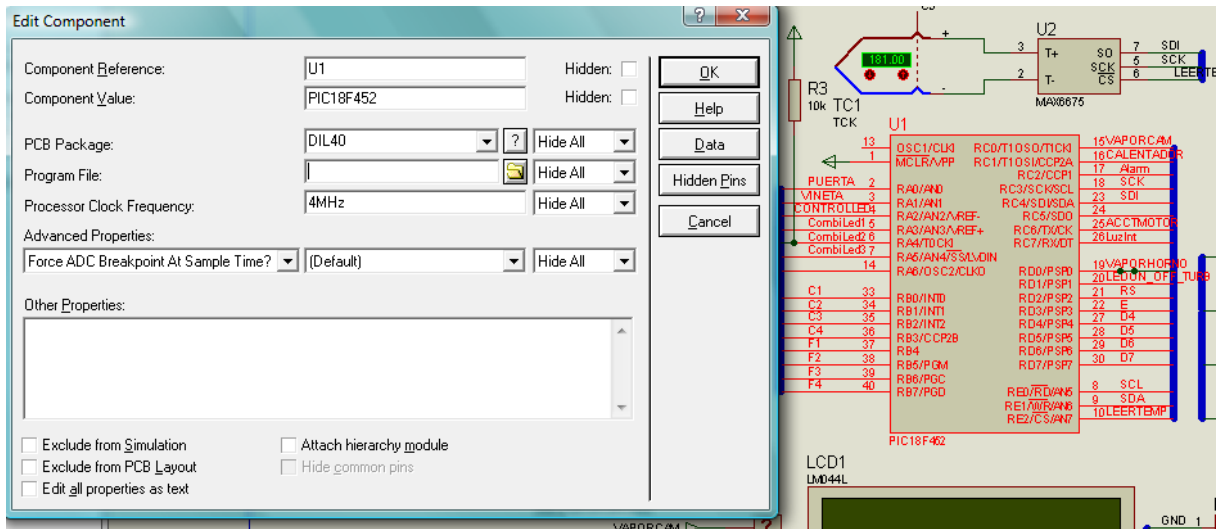 Edit Component
Component Reference:
U1
Hidden:
Component Value:
PIC18F452
Hidden:
PCB Package:
DIL40
?
Hide All
Program File:
Hide All
Processor Clock Frequency:
4MHz
Hide All
Advanced Properties:
Force ADC Breakpoint At Sample Time?
(Default)
Hide All
Other Properties:
Exclude from Simulation
Attach hierarchy module
Exclude from PCB Layout
Hide common pins
Edit all properties as text
OK
Help
Data
Hidden Pins
Cancel
+
-
181.00
R3
10k
TC1
TCK
U2
3 T+ SO 7 SDI
SCK 5 SCK
2 T- CS 6 LEERTE
MAX6675
U1
13 OSC1/CLKI RC0/T1OSO/T1CKI 15 VAPORCAM
1 MCLR/VPP RC1/T1OSI/CCP2A 16 CALENTADOR
RC2/CCP1 17 Alarm
PUERTA 2 RA0/AN0 RC3/SCK/SCL 18 SCK
VINETA 3 RA1/AN1 RC4/SDI/SDA 23 SDI
CONTROLLED 4 RA2/AN2/VREF- RC5/SDO 24
CombiLed1 5 RA3/AN3/VREF+ RC6/TX/CK 25 ACCTMOTOR
CombiLed2 6 RA4/T0CKI RC7/RX/DT 26 LuzInt
CombiLed3 7 RA5/AN4/SS/LVDIN
14 RA6/OSC2/CLKO RD0/PSP0 19 VAPORHORNO
RD1/PSP1 20 LEDON_OFF_TURB
C1 33 RB0/INT0 RD2/PSP2 21 RS
C2 34 RB1/INT1 RD3/PSP3 22 E
C3 35 RB2/INT2 RD4/PSP4 27 D4
C4 36 RB3/CCP2B RD5/PSP5 28 D5
F1 37 RB4 RD6/PSP6 29 D6
F2 38 RB5/PGM RD7/PSP7 30 D7
F3 39 RB6/PGC
F4 40 RB7/PGD RE0/RD/AN5 8 SCL
RE1/WR/AN6 9 SDA
RE2/CS/AN7 10 LEERTEMP
PIC18F452
LCD1
LM044L
GND 1
VAPORCAM
?